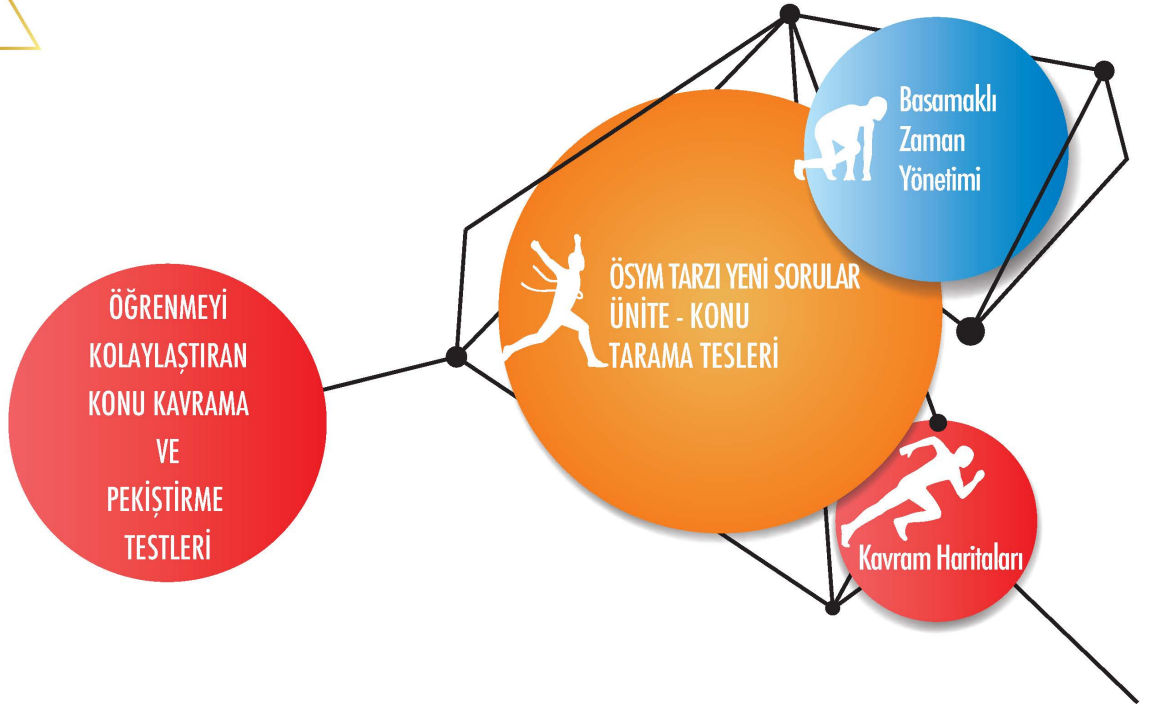 ÖĞRENMEYİ
KOLAYLAŞTIRAN
KONU KAVRAMA
VE
PEKİŞTİRME
TESTLERİ
ÖSYM TARZI YENİ SORULAR
ÜNİTE - KONU
TARAMA TESLERİ
Basamaklı
Zaman
Yönetimi
Kavram Haritaları